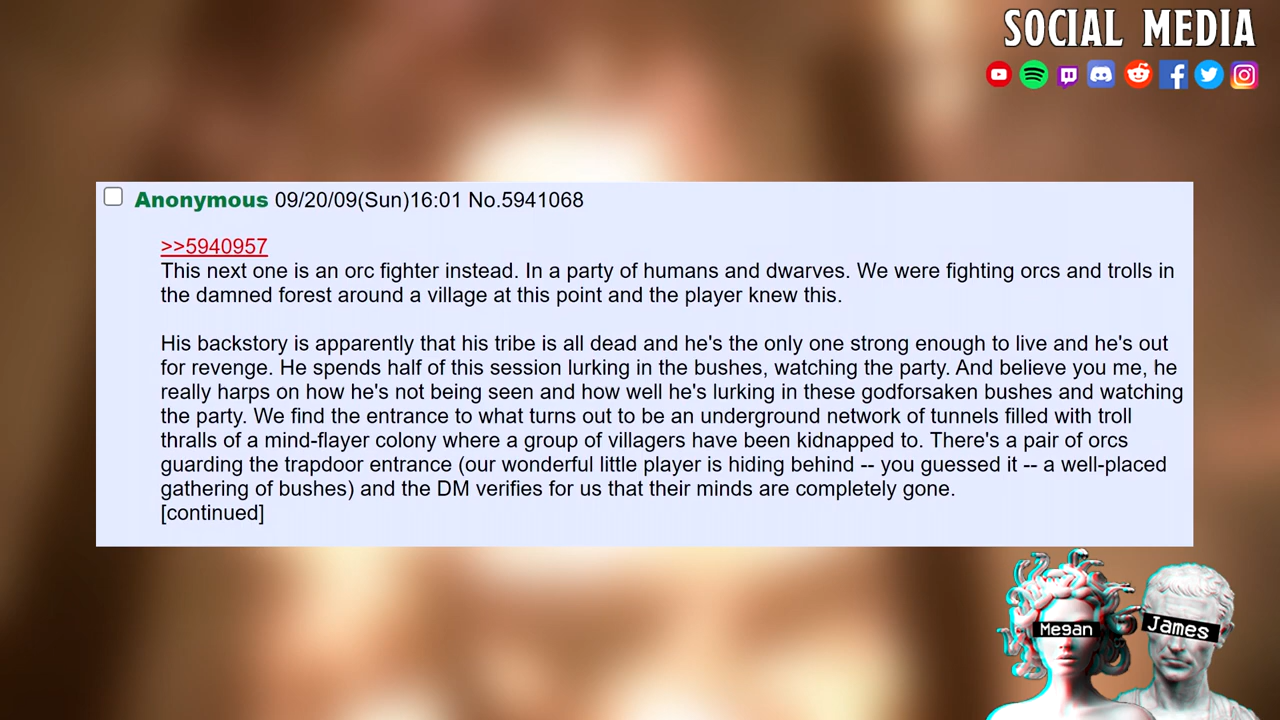 SOCIAL MEDIA
Anonymous 09/20/09(Sun)16:01 No.5941068
>>5940957
This next one is an orc fighter instead. In a party of humans and dwarves. We were fighting orcs and trolls in
the damned forest around a village at this point and the player knew this.
His backstory is apparently that his tribe is all dead and he's the only one strong enough to live and he's out
for revenge. He spends half of this session lurking in the bushes, watching the party. And believe you me, he
really harps on how he's not being seen and how well he's lurking in these godforsaken bushes and watching
the party. We find the entrance to what turns out to be an underground network of tunnels filled with troll
thralls of a mind-flayer colony where a group of villagers have been kidnapped to. There's a pair of orcs
guarding the trapdoor entrance (our wonderful little player is hiding behind -- you guessed it -- a well-placed
gathering of bushes) and the DM verifies for us that their minds are completely gone.
[continued]
Megan
James